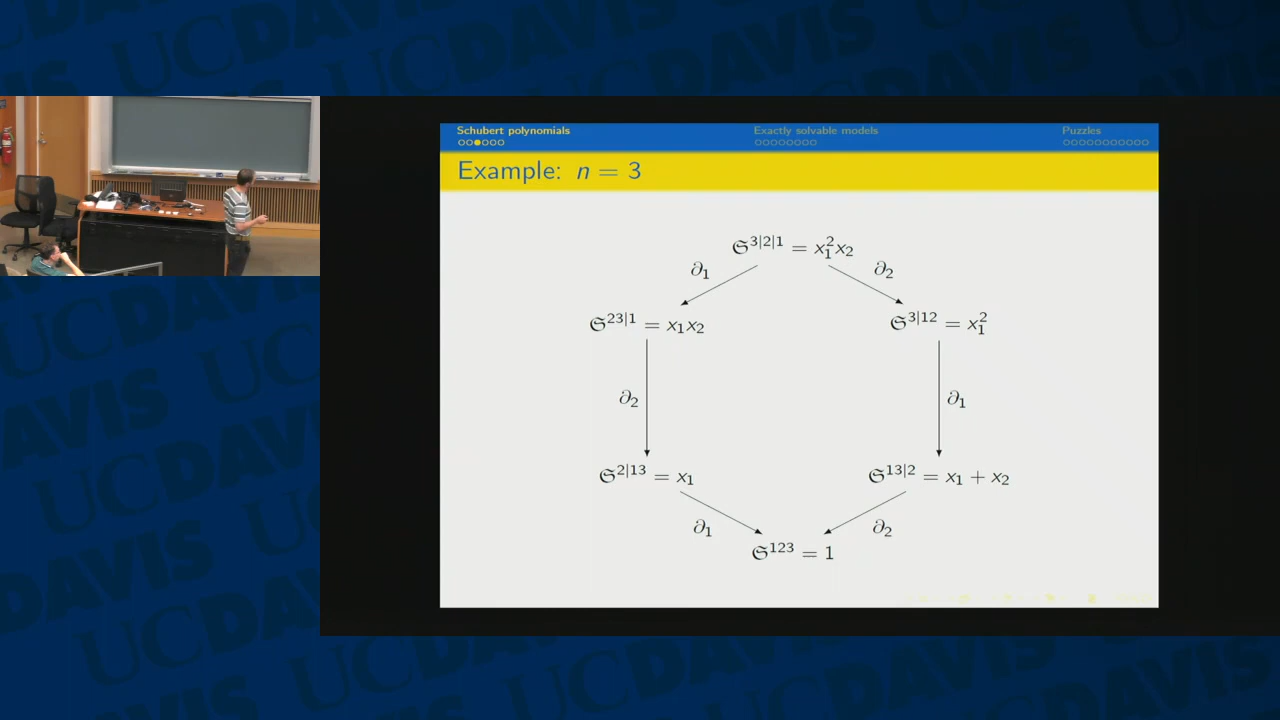 UCDAVIS
Schubert polynomials
Exactly solvable models
Puzzles
Example: n = 3
𝔖^{3|2|1} = x_1^2 x_2
∂_1
∂_2
𝔖^{23|1} = x_1 x_2
𝔖^{3|12} = x_1^2
∂_2
∂_1
𝔖^{2|13} = x_1
𝔖^{13|2} = x_1 + x_2
∂_1
∂_2
𝔖^{123} = 1